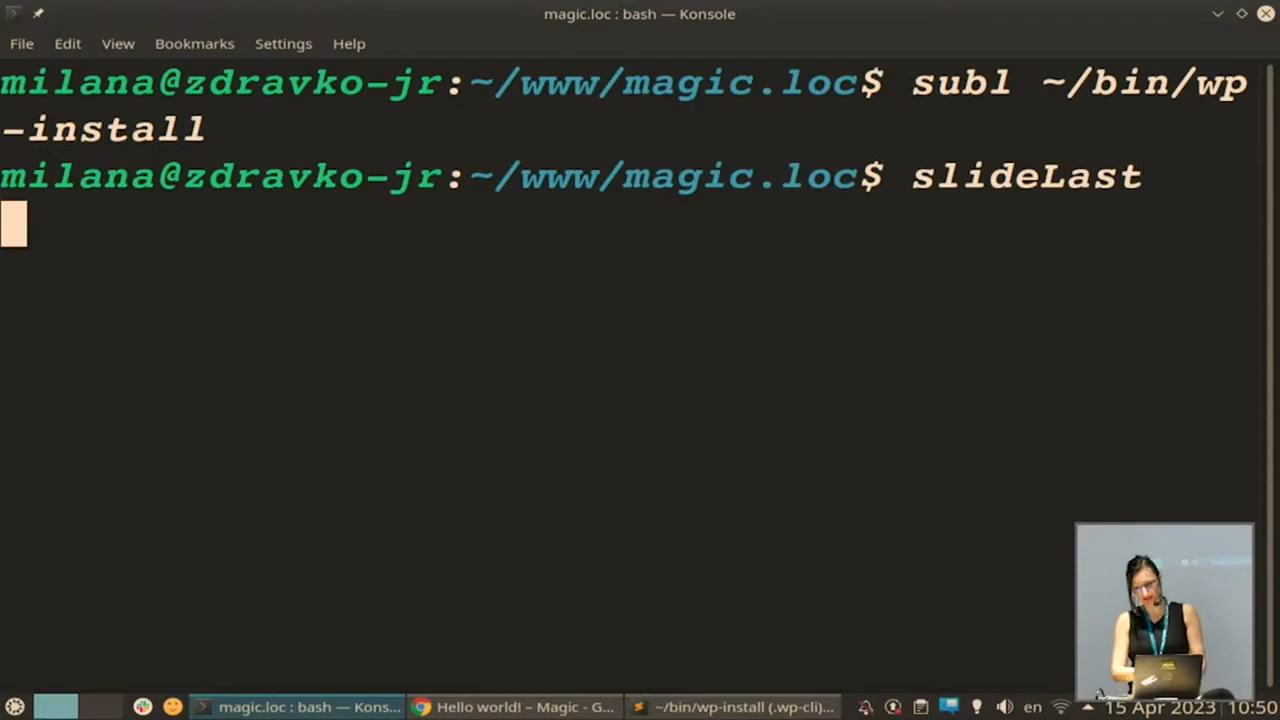 magic.loc : bash — Konsole
File Edit View Bookmarks Settings Help
milana@zdravko-jr:~/www/magic.loc$ subl ~/bin/wp
-install
milana@zdravko-jr:~/www/magic.loc$ slideLast
magic.loc : bash — Kons...
Hello world! – Magic - G...
~/bin/wp-install (.wp-cli)...
en
15 Apr 2023
10:50